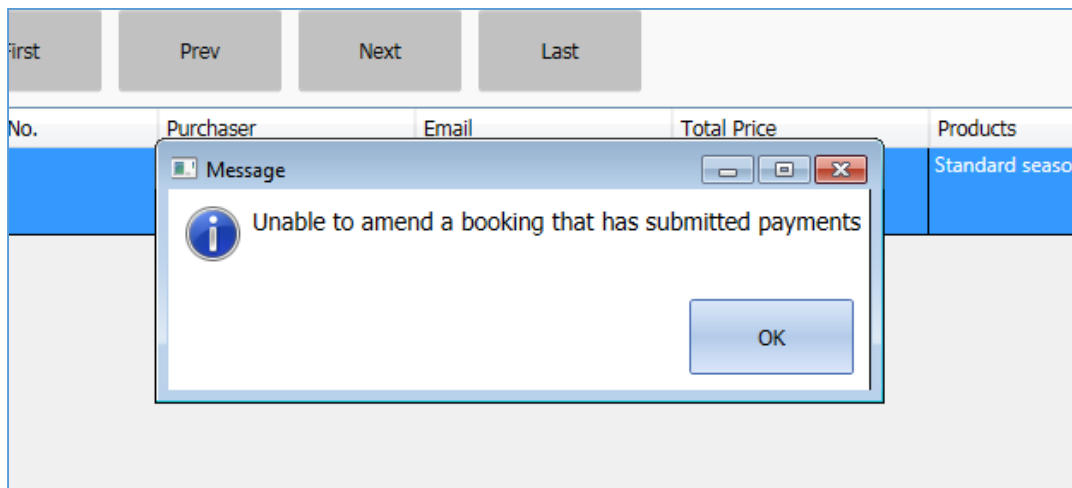 First Prev Next Last
No. Purchaser Email Total Price Products
Message
Standard seaso
Unable to amend a booking that has submitted payments
OK